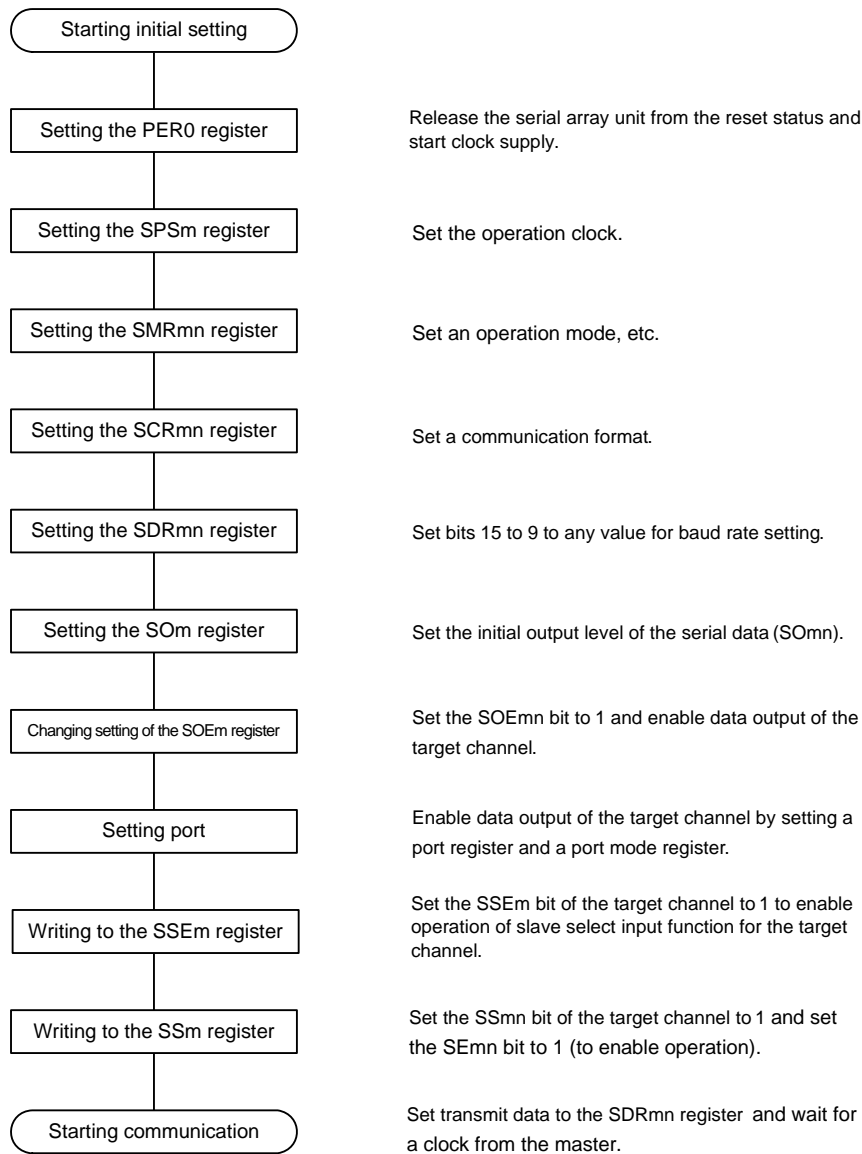 Starting initial setting
Setting the PER0 register
Release the serial array unit from the reset status and
start clock supply.
Setting the SPSm register
Set the operation clock.
Setting the SMRmn register
Set an operation mode, etc.
Setting the SCRmn register
Set a communication format.
Setting the SDRmn register
Set bits 15 to 9 to any value for baud rate setting.
Setting the SOm register
Set the initial output level of the serial data (SOmn).
Changing setting of the SOEm register
Set the SOEmn bit to 1 and enable data output of the
target channel.
Setting port
Enable data output of the target channel by setting a
port register and a port mode register.
Writing to the SSEm register
Set the SSEm bit of the target channel to 1 to enable
operation of slave select input function for the target
channel.
Writing to the SSm register
Set the SSmn bit of the target channel to 1 and set
the SEmn bit to 1 (to enable operation).
Starting communication
Set transmit data to the SDRmn register and wait for
a clock from the master.